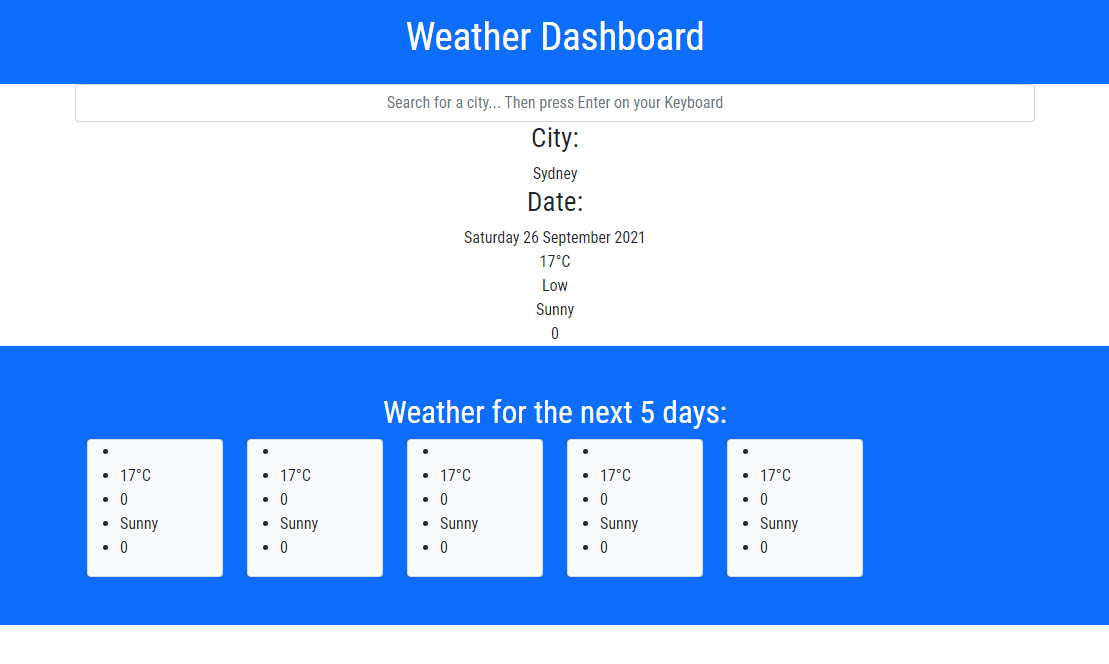 Weather Dashboard
Search for a city... Then press Enter on your Keyboard
City:
Sydney
Date:
Saturday 26 September 2021
17°C
Low
Sunny
0
Weather for the next 5 days:
17°C
0
Sunny
0
17°C
0
Sunny
0
17°C
0
Sunny
0
17°C
0
Sunny
0
17°C
0
Sunny
0